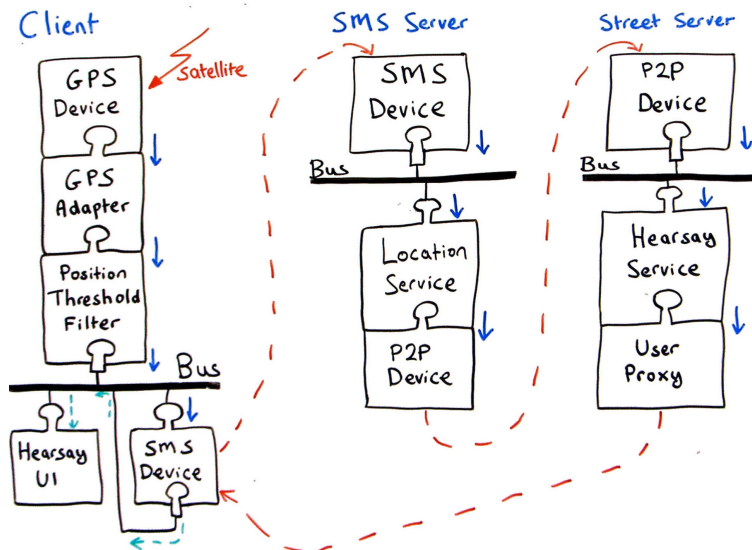 Client
Satellite
GPS
Device
GPS
Adapter
Position
Threshold
Filter
Bus
Hearsay
UI
SMS
Device
SMS Server
SMS
Device
Bus
Location
Service
P2P
Device
Street Server
P2P
Device
Bus
Hearsay
Service
User
Proxy